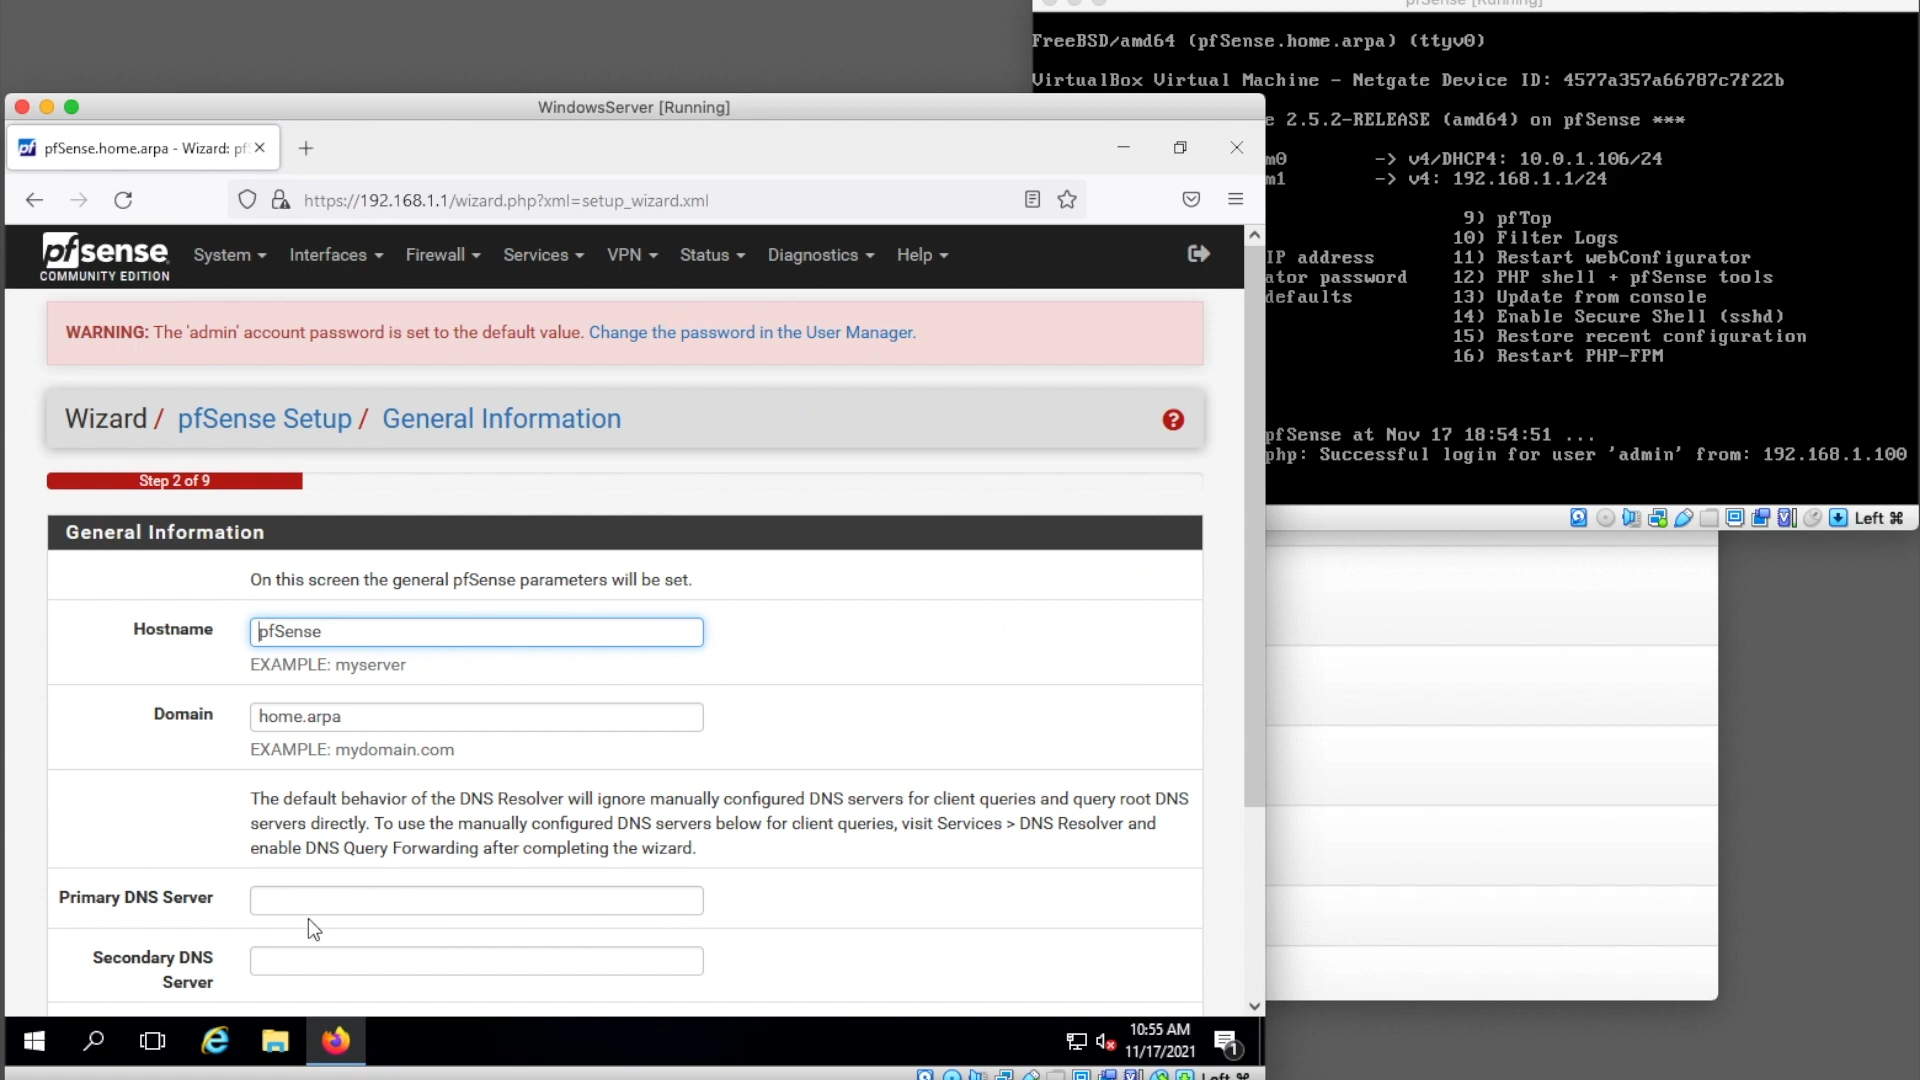 pfSense [Running]
FreeBSD/amd64 (pfSense.home.arpa) (ttyv0)
VirtualBox Virtual Machine - Netgate Device ID: 4577a357a66787c7f22b
e 2.5.2-RELEASE (amd64) on pfSense ***
m0 -> v4/DHCP4: 10.0.1.106/24
m1 -> v4: 192.168.1.1/24
9) pfTop
10) Filter Logs
IP address 11) Restart webConfigurator
ator password 12) PHP shell + pfSense tools
defaults 13) Update from console
14) Enable Secure Shell (sshd)
15) Restore recent configuration
16) Restart PHP-FPM
pfSense at Nov 17 18:54:51 ...
php: Successful login for user 'admin' from: 192.168.1.100
Left ⌘
WindowsServer [Running]
pfSense.home.arpa - Wizard: pfS
https://192.168.1.1/wizard.php?xml=setup_wizard.xml
pfsense
COMMUNITY EDITION
System Interfaces Firewall Services VPN Status Diagnostics Help
WARNING: The 'admin' account password is set to the default value. Change the password in the User Manager.
Wizard / pfSense Setup / General Information
Step 2 of 9
General Information
On this screen the general pfSense parameters will be set.
Hostname
pfSense
EXAMPLE: myserver
Domain
home.arpa
EXAMPLE: mydomain.com
The default behavior of the DNS Resolver will ignore manually configured DNS servers for client queries and query root DNS
servers directly. To use the manually configured DNS servers below for client queries, visit Services > DNS Resolver and
enable DNS Query Forwarding after completing the wizard.
Primary DNS Server
Secondary DNS
Server
10:55 AM
11/17/2021
1
Left ⌘